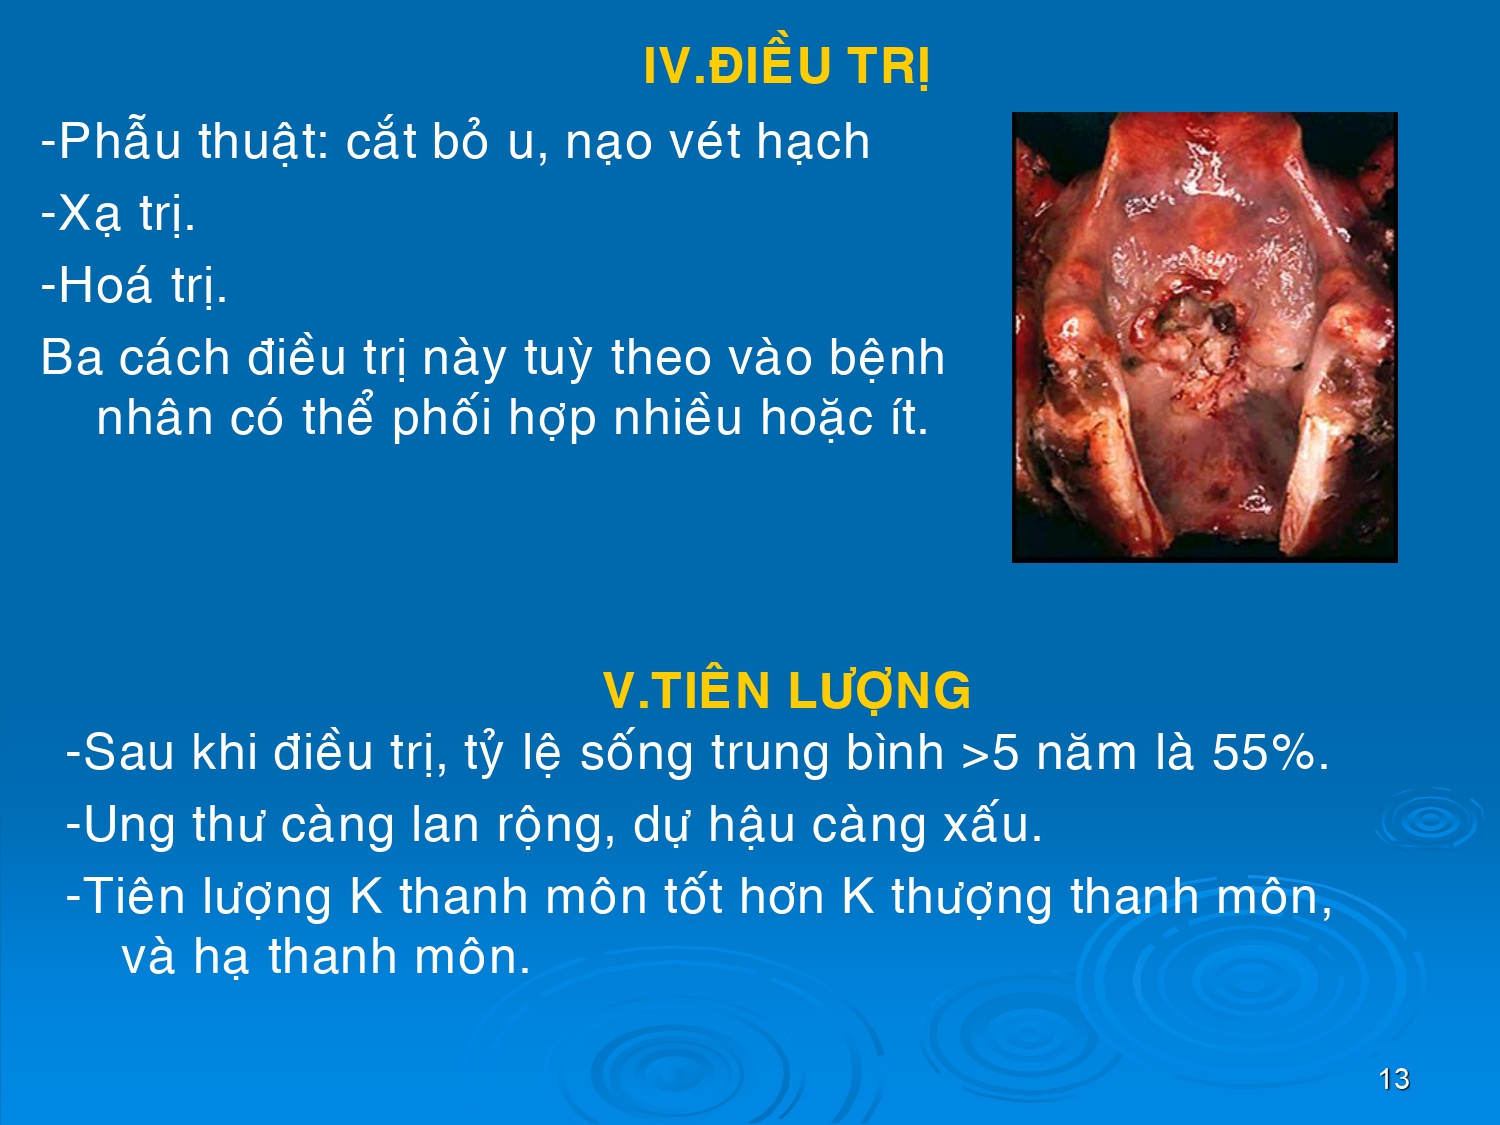 IV.ĐIỀU TRỊ
-Phẫu thuật: cắt bỏ u, nạo vét hạch
-Xạ trị.
-Hoá trị.
Ba cách điều trị này tuỳ theo vào bệnh
nhân có thể phối hợp nhiều hoặc ít.
V.TIÊN LƯỢNG
-Sau khi điều trị, tỷ lệ sống trung bình >5 năm là 55%.
-Ung thư càng lan rộng, dự hậu càng xấu.
-Tiên lượng K thanh môn tốt hơn K thượng thanh môn,
và hạ thanh môn.
13